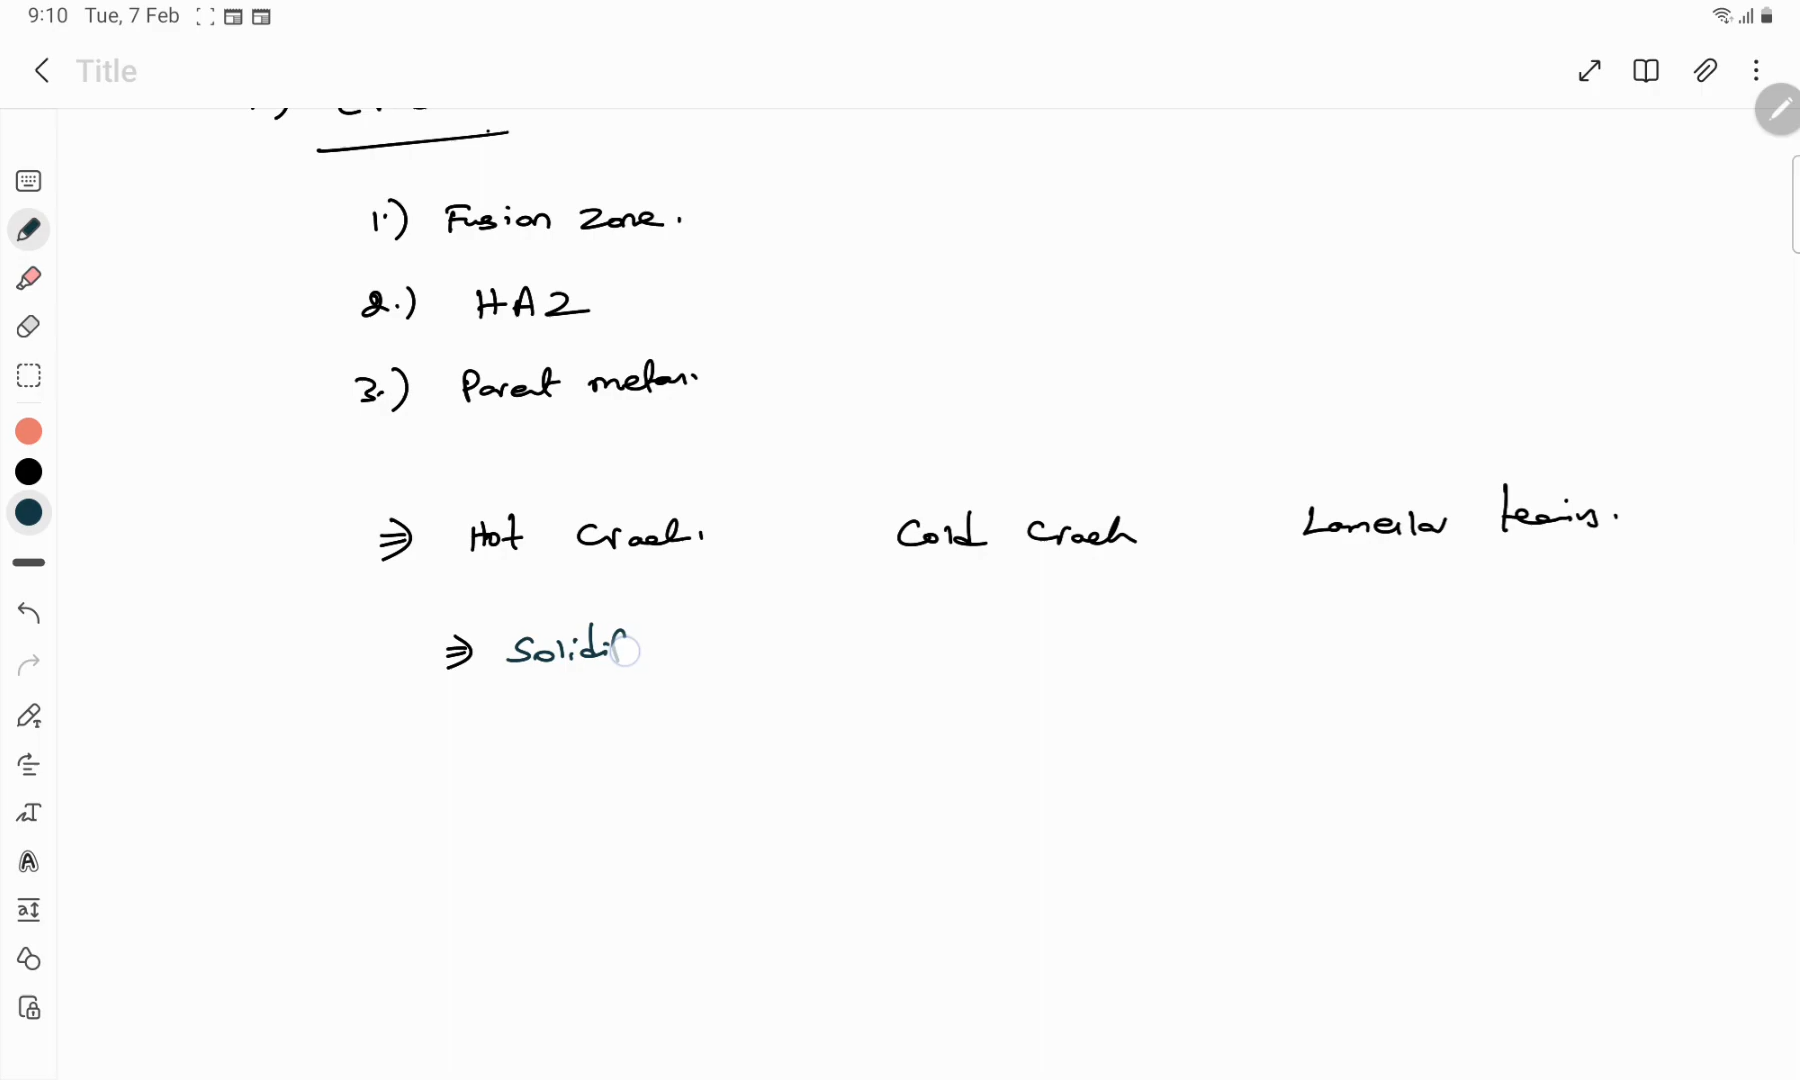 9:10 Tue, 7 Feb
Title
1.) Fusion Zone.
2.) HAZ
3.) Parent metal.
⇒ Hot Crack. Cold Crack Lamellar tearing.
⇒ Solidif